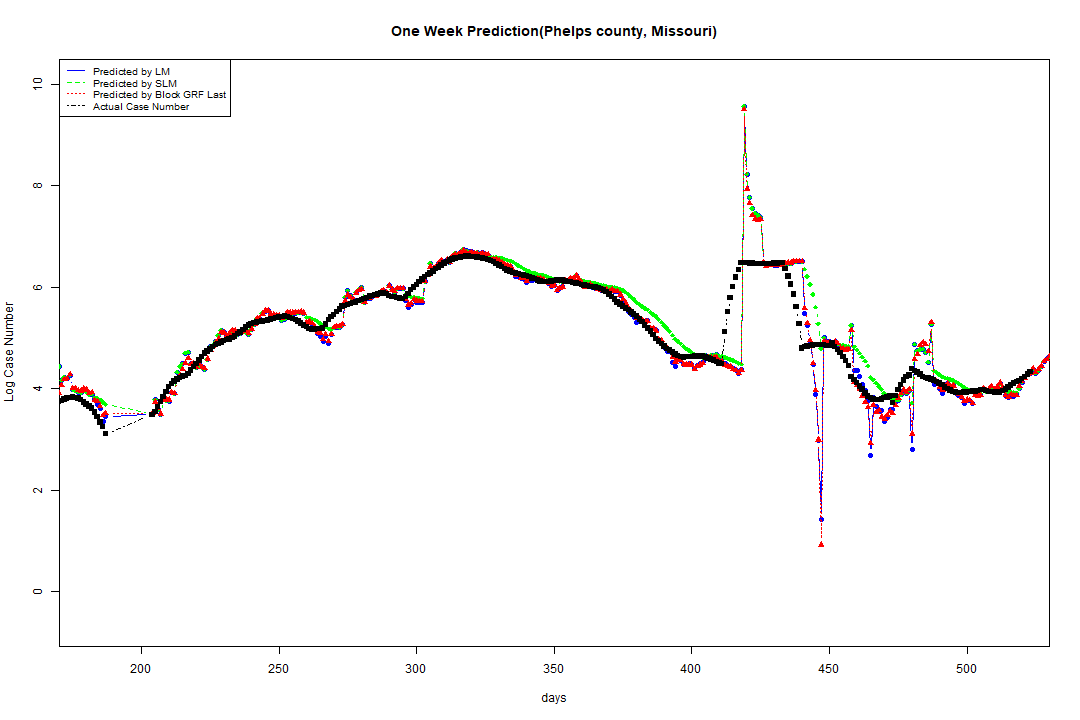 One Week Prediction(Phelps county, Missouri)
Predicted by LM
Predicted by SLM
Predicted by Block GRF Last
Actual Case Number
Log Case Number
10
8
6
4
2
0
200 250 300 350 400 450 500
days